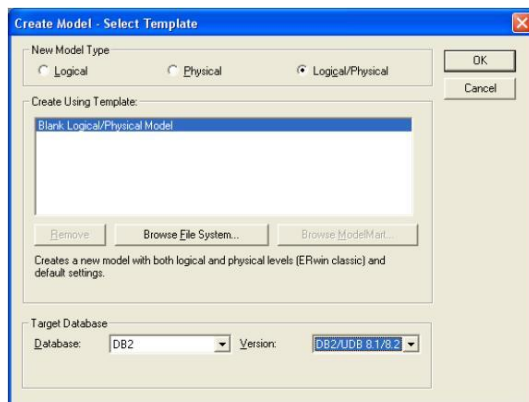 Create Model - Select Template
New Model Type
Logical
Physical
Logical/Physical
OK
Cancel
Create Using Template:
Blank Logical/Physical Model
Remove
Browse File System...
Browse ModelMart...
Creates a new model with both logical and physical levels (ERwin classic) and
default settings.
Target Database
Database:
DB2
Version:
DB2/UDB 8.1/8.2